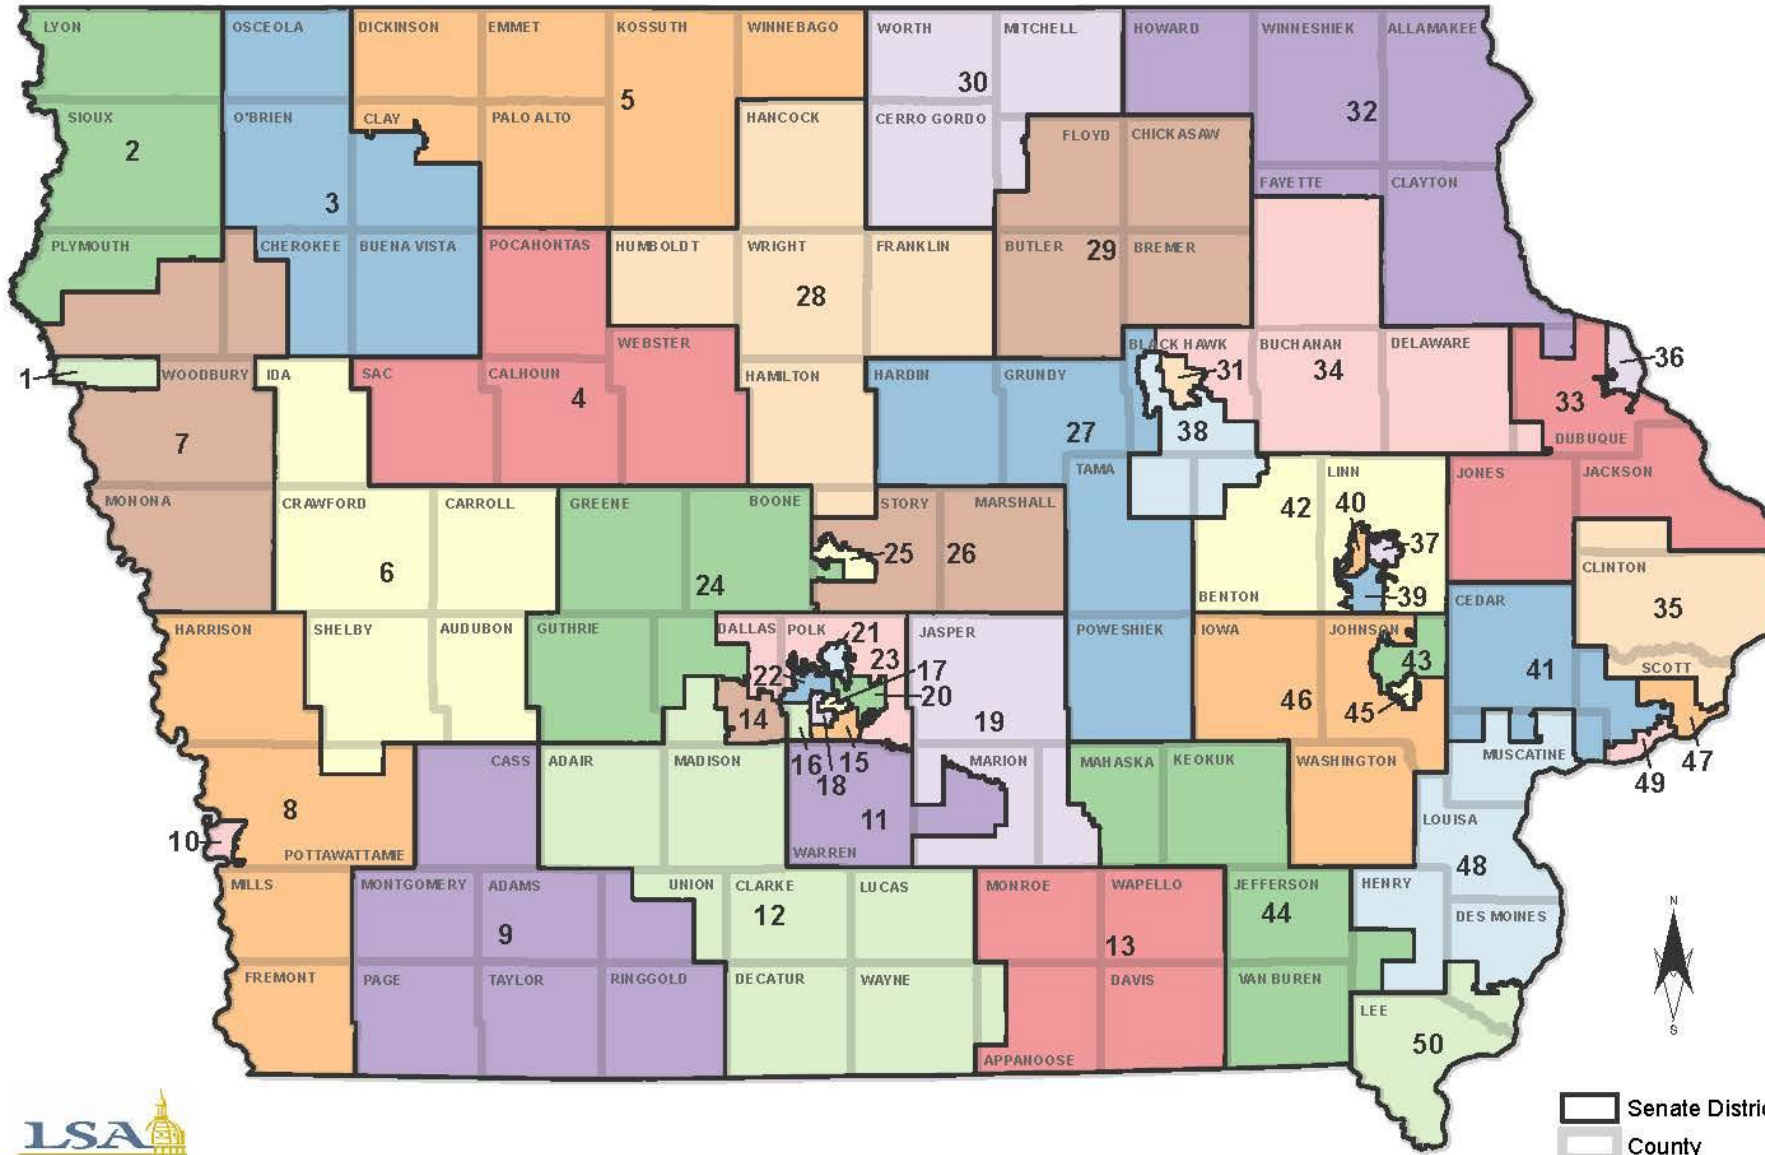 LYON OSCEOLA DICKINSON EMMET KOSSUTH WINNEBAGO WORTH MITCHELL HOWARD WINNESHIEK ALLAMAKEE
30
5
32
SIOUX O'BRIEN CLAY PALO ALTO HANCOCK CERRO GORDO FLOYD CHICKASAW
2
FAYETTE CLAYTON
3
PLYMOUTH CHEROKEE BUENA VISTA POCAHONTAS HUMBOLDT WRIGHT FRANKLIN BUTLER 29 BREMER
28
WEBSTER BLACK HAWK BUCHANAN DELAWARE
36
1 WOODBURY IDA SAC CALHOUN HAMILTON HARDIN GRUNDY 31 34
4 33
7 27 38 DUBUQUE
TAMA LINN JONES JACKSON
MONONA CRAWFORD CARROLL GREENE BOONE STORY MARSHALL 42 40
25 26 37
6 24 CLINTON
BENTON 39 CEDAR
35
HARRISON SHELBY AUDUBON GUTHRIE DALLAS POLK 21 JASPER POWESHIEK IOWA JOHNSON
23 17 43 SCOTT
22 20 41
14 19 46 45
47
CASS ADAIR MADISON 16 15 MARION MAHASKA KEOKUK WASHINGTON MUSCATINE
18 49
8 11 LOUISA
10
POTTAWATTAMIE WARREN 48
MILLS MONTGOMERY ADAMS UNION CLARKE LUCAS MONROE WAPELLO JEFFERSON HENRY
N
12 44 DES MOINES
9 13
FREMONT PAGE TAYLOR RINGGOLD DECATUR WAYNE DAVIS VAN BUREN
LEE
S
50
APPANOOSE
LSA
Senate Distric
County